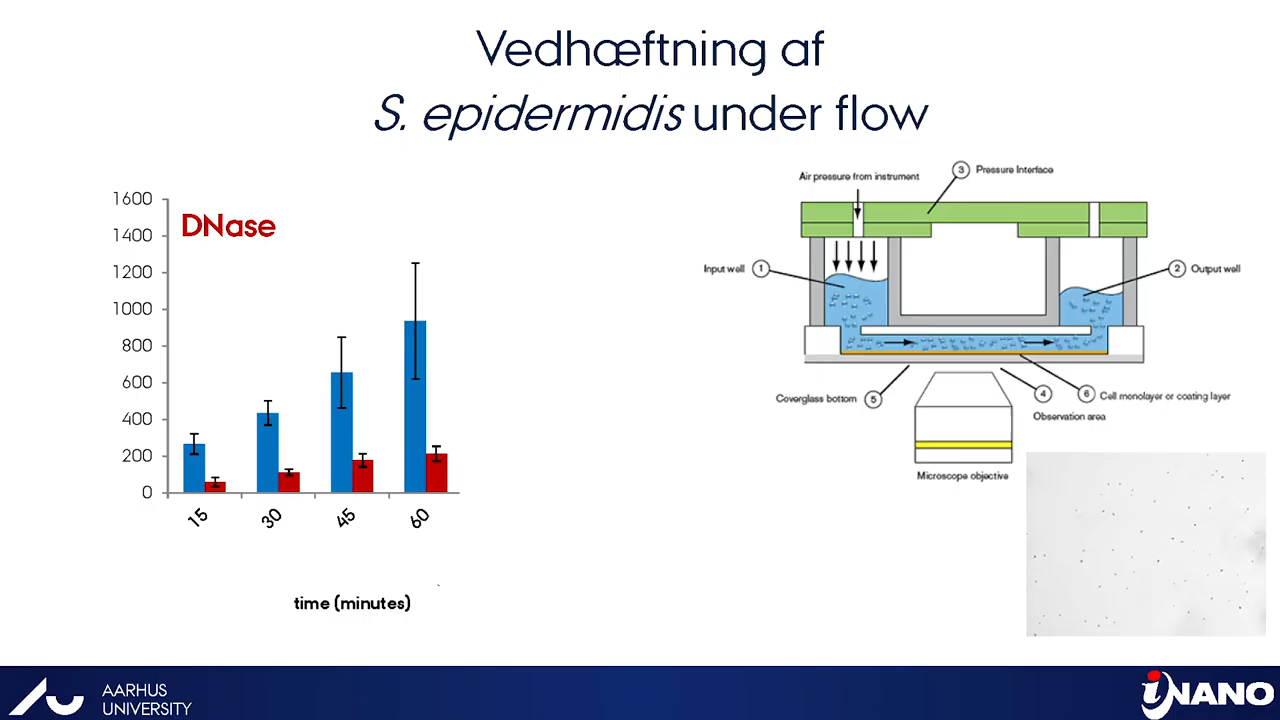 Vedhæftning af
S. epidermidis under flow
1600
1400
1200
1000
800
600
400
200
0
DNase
15
30
45
60
time (minutes)
Air pressure from instrument
3
Pressure Interface
Input well
1
2
Output well
Coverglass bottom
5
4
Observation area
6
Cell monolayer or coating layer
Microscope objective
AARHUS
UNIVERSITY
iNANO